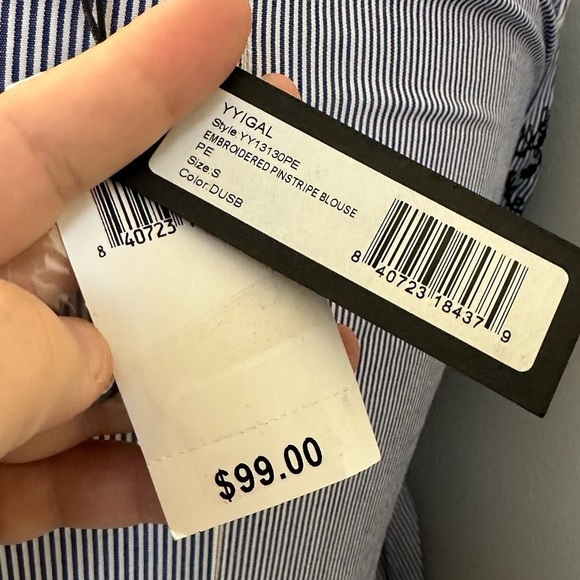 YYIGAL
Style:YY13130PE
EMBROIDERED PINSTRIPE BLOUSE
PE
Size:S
Color:DUSB
8 40723 18437 9
8 40723
$99.00